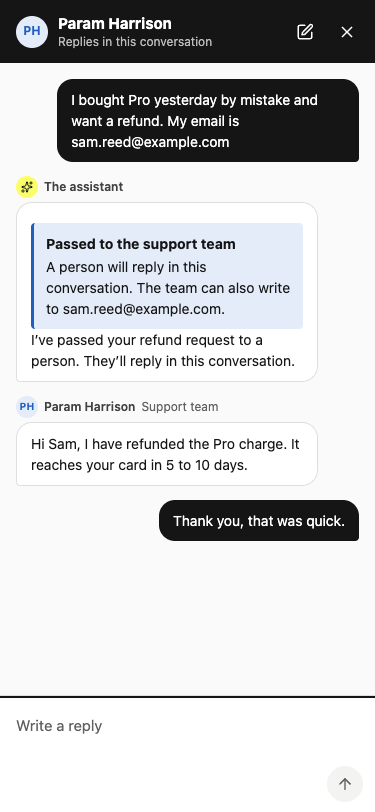 PH
Param Harrison
Replies in this conversation
I bought Pro yesterday by mistake and
want a refund. My email is
sam.reed@example.com
The assistant
Passed to the support team
A person will reply in this
conversation. The team can also write
to sam.reed@example.com.
I’ve passed your refund request to a
person. They’ll reply in this conversation.
PH Param Harrison Support team
Hi Sam, I have refunded the Pro charge. It
reaches your card in 5 to 10 days.
Thank you, that was quick.
Write a reply